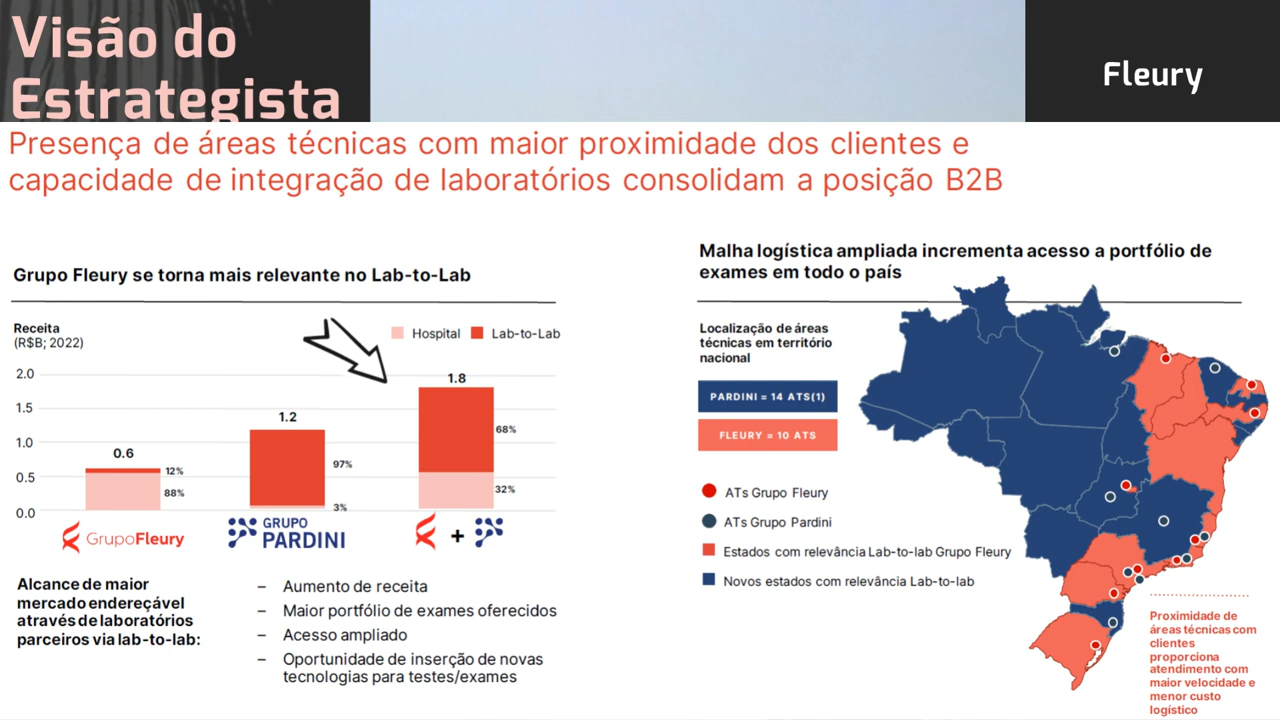 Visão do
Estrategista
Fleury
Presença de áreas técnicas com maior proximidade dos clientes e
capacidade de integração de laboratórios consolidam a posição B2B
Grupo Fleury se torna mais relevante no Lab-to-Lab
Receita
(R$B; 2022)
Hospital
Lab-to-Lab
2.0
1.5
1.0
0.5
0.0
0.6
12%
88%
1.2
97%
3%
1.8
68%
32%
GrupoFleury
GRUPO
PARDINI
+
Alcance de maior
mercado endereçável
através de laboratórios
parceiros via lab-to-lab:
– Aumento de receita
– Maior portfólio de exames oferecidos
– Acesso ampliado
– Oportunidade de inserção de novas
tecnologias para testes/exames
Malha logística ampliada incrementa acesso a portfólio de
exames em todo o país
Localização de áreas
técnicas em território
nacional
PARDINI = 14 ATS(1)
FLEURY = 10 ATS
ATs Grupo Fleury
ATs Grupo Pardini
Estados com relevância Lab-to-lab Grupo Fleury
Novos estados com relevância Lab-to-lab
Proximidade de
áreas técnicas com
clientes
proporciona
atendimento com
maior velocidade e
menor custo
logístico